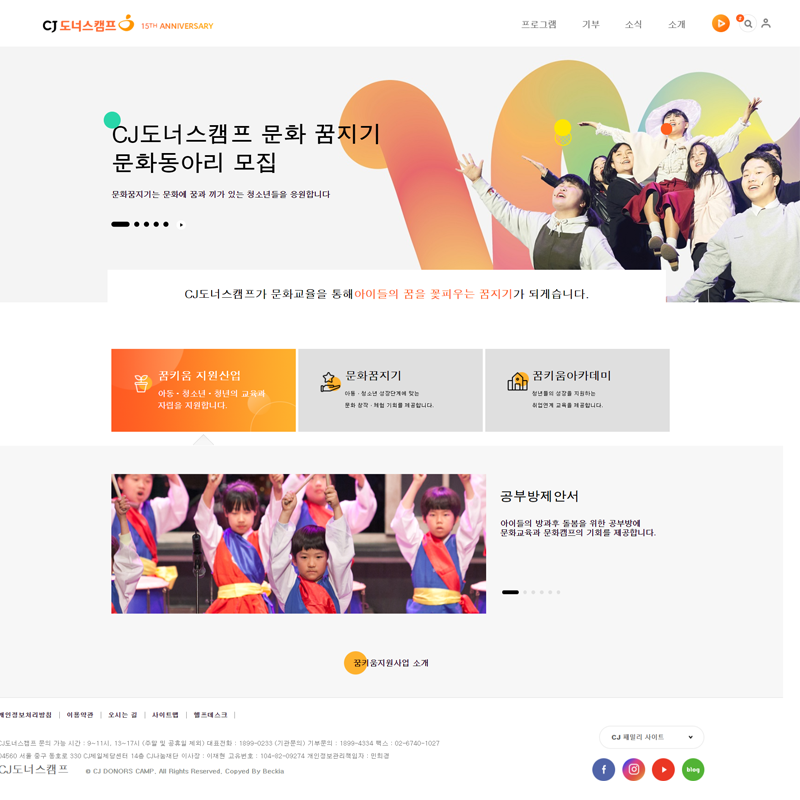 CJ 도너스캠프 15TH ANNIVERSARY
프로그램 기부 소식 소개
2
CJ도너스캠프 문화 꿈지기
문화동아리 모집
문화꿈지기는 문화에 꿈과 끼가 있는 청소년들을 응원합니다
CJ도너스캠프가 문화교육을 통해아이들의 꿈을 꽃피우는 꿈지기가 되게습니다.
꿈키움 지원산업
아동·청소년·청년의 교육과
자립을 지원합니다.
문화꿈지기
아동·청소년 성장단계에 맞는
문화 창작·체험 기회를 제공합니다.
꿈키움아카데미
청년들의 성장을 지원하는
취업연계 교육을 제공합니다.
공부방제안서
아이들의 방과후 돌봄을 위한 공부방에
문화교육과 문화캠프의 기회를 제공합니다.
꿈키움지원사업 소개
개인정보처리방침 | 이용약관 | 오시는 길 | 사이트맵 | 헬프데스크 |
CJ 패밀리 사이트
CJ도너스캠프 문의 가능 시간 : 9~11시, 13~17시 (주말 및 공휴일 제외) 대표전화 : 1899-0233 (기관문의) 기부문의 : 1899-4334 팩스 : 02-6740-1027
04560 서울 중구 동호로 330 CJ제일제당센터 14층 CJ나눔재단 이사장 : 이재현 고유번호 : 104-82-09274 개인정보관리책임자 : 민희경
CJ도너스캠프 © CJ DONORS CAMP. All Rights Reserved. Copyed By Beckia
blog